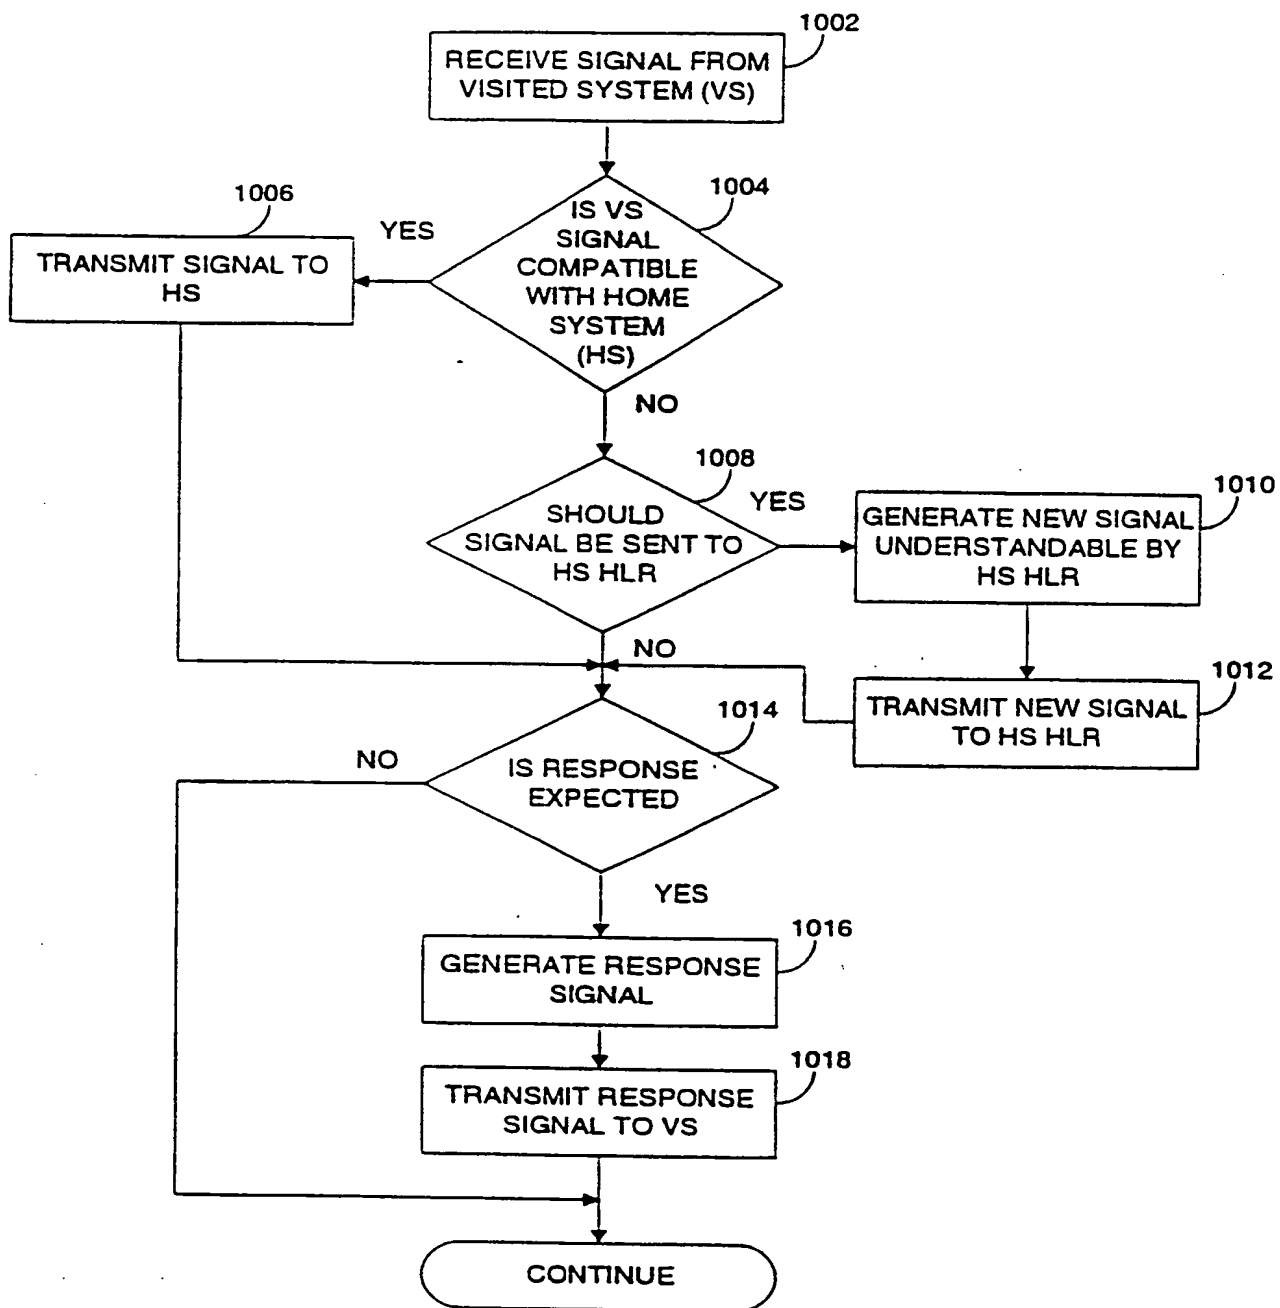 1002
RECEIVE SIGNAL FROM
VISITED SYSTEM (VS)
1004
IS VS
SIGNAL
COMPATIBLE
WITH HOME
SYSTEM
(HS)
YES
1006
TRANSMIT SIGNAL TO
HS
NO
1008
SHOULD
SIGNAL BE SENT TO
HS HLR
YES
1010
GENERATE NEW SIGNAL
UNDERSTANDABLE BY
HS HLR
NO
1012
TRANSMIT NEW SIGNAL
TO HS HLR
1014
IS RESPONSE
EXPECTED
NO
YES
1016
GENERATE RESPONSE
SIGNAL
1018
TRANSMIT RESPONSE
SIGNAL TO VS
CONTINUE